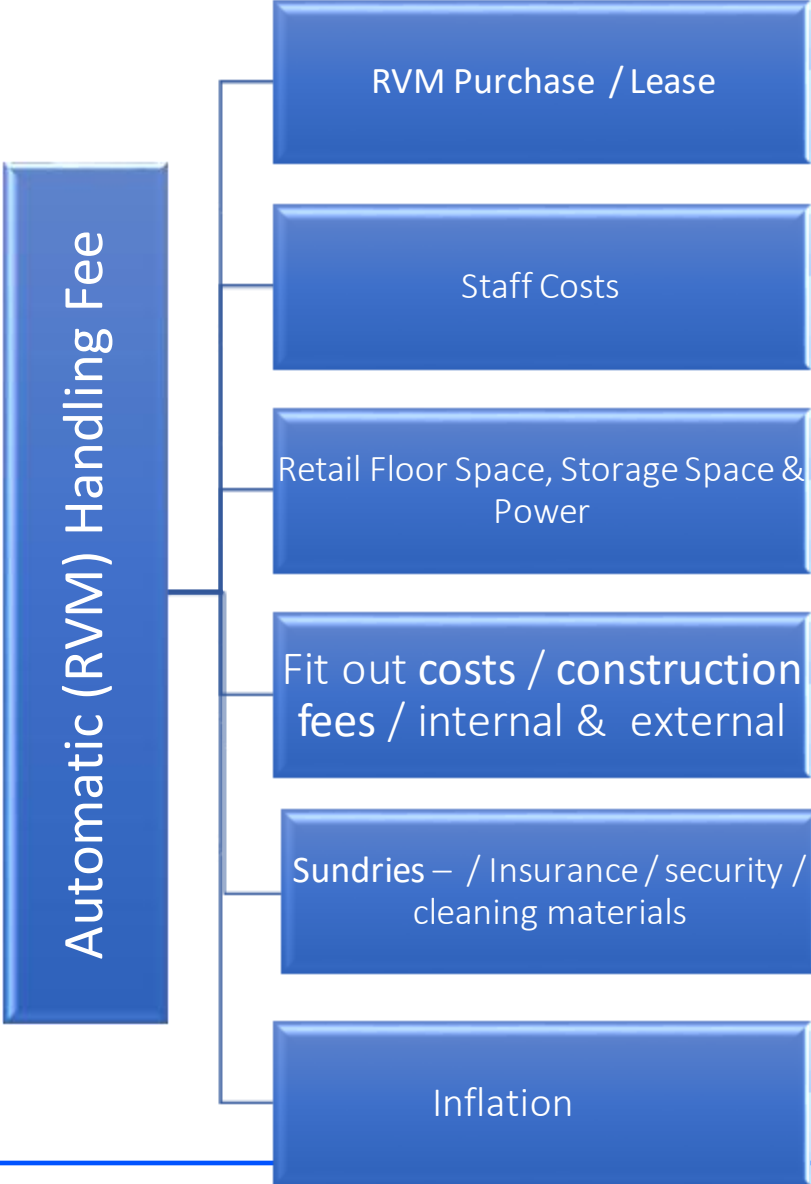 Automatic (RVM) Handling Fee
RVM Purchase / Lease
Staff Costs
Retail Floor Space, Storage Space &
Power
Fit out costs / construction
fees / internal & external
Sundries – / Insurance / security /
cleaning materials
Inflation